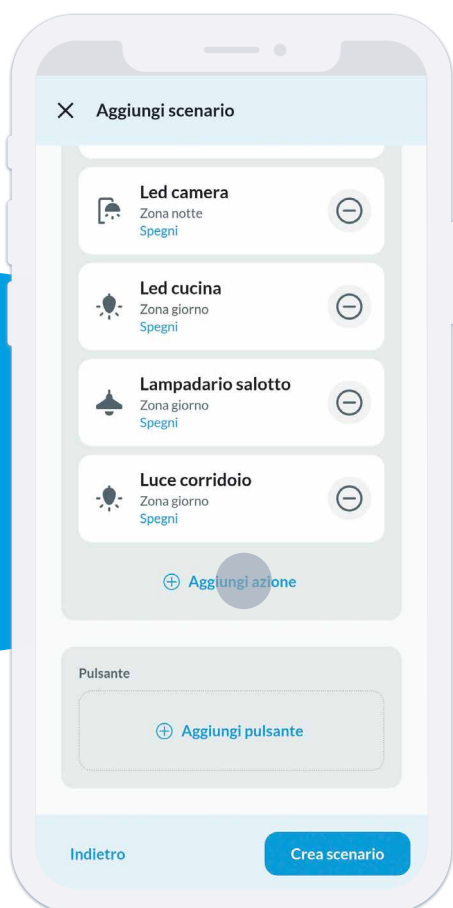 Aggiungi scenario
Led camera
Zona notte
Spegni
Led cucina
Zona giorno
Spegni
Lampadario salotto
Zona giorno
Spegni
Luce corridoio
Zona giorno
Spegni
Aggiungi azione
Pulsante
Aggiungi pulsante
Indietro
Crea scenario